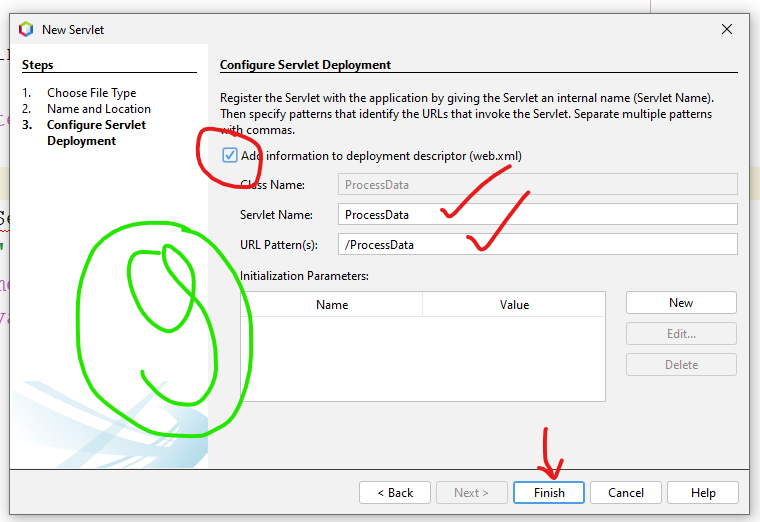 New Servlet
Steps
1. Choose File Type
2. Name and Location
3. Configure Servlet
Deployment
Configure Servlet Deployment
Register the Servlet with the application by giving the Servlet an internal name (Servlet Name).
Then specify patterns that identify the URLs that invoke the Servlet. Separate multiple patterns
with commas.
Add information to deployment descriptor (web.xml)
Class Name: ProcessData
Servlet Name: ProcessData
URL Pattern(s): /ProcessData
Initialization Parameters:
Name Value
New
Edit...
Delete
9
< Back Next > Finish Cancel Help